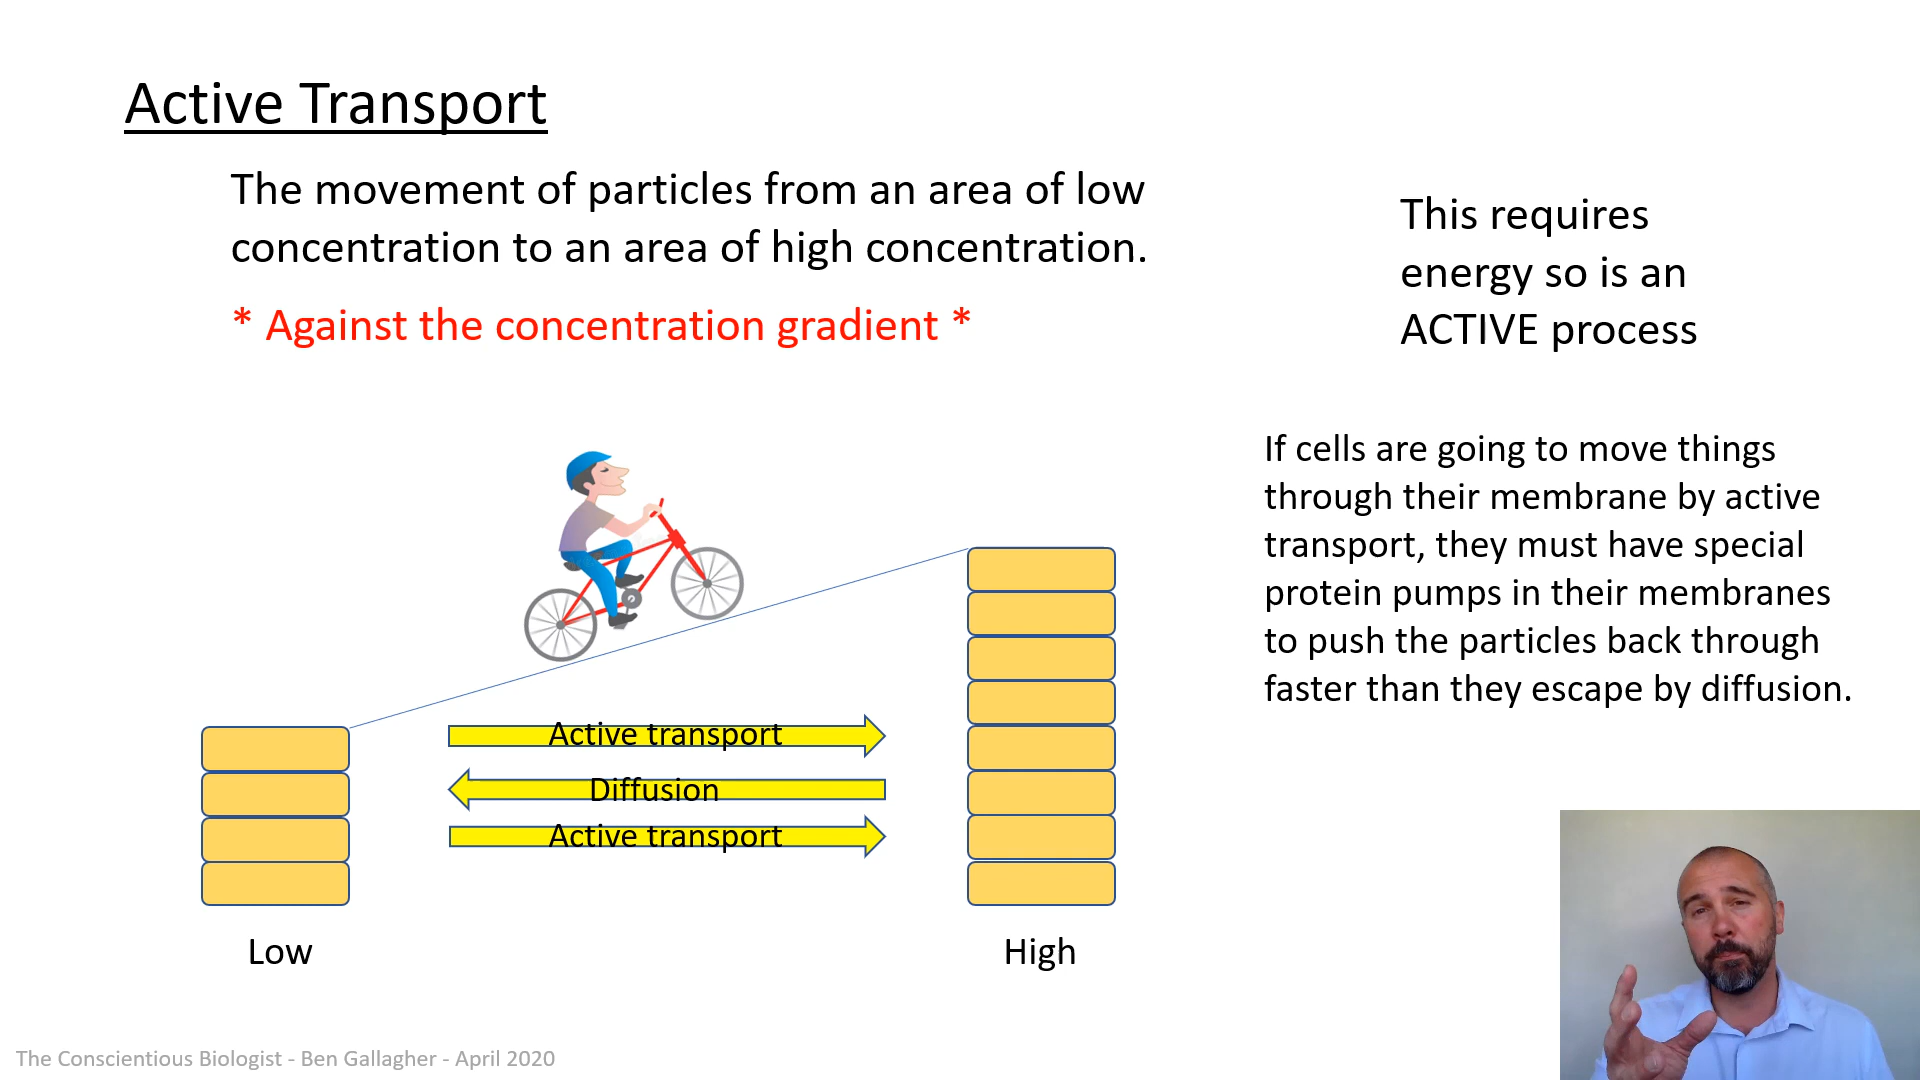 Active Transport
The movement of particles from an area of low
concentration to an area of high concentration.
* Against the concentration gradient *
This requires
energy so is an
ACTIVE process
If cells are going to move things
through their membrane by active
transport, they must have special
protein pumps in their membranes
to push the particles back through
faster than they escape by diffusion.
Active transport
Diffusion
Active transport
Low
High
The Conscientious Biologist - Ben Gallagher - April 2020